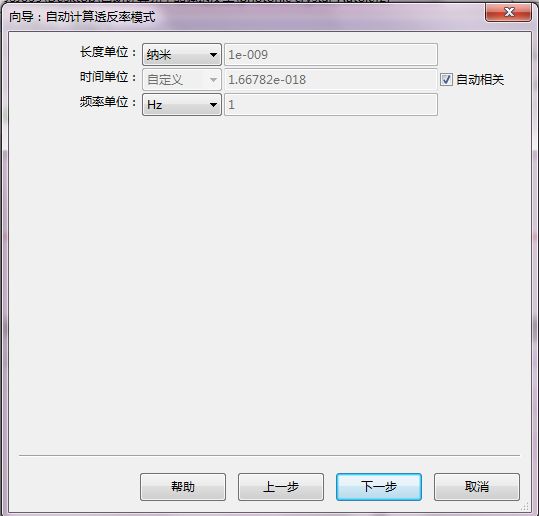 向导：自动计算透反率模式
长度单位： 纳米 1e-009
时间单位： 自定义 1.66782e-018 自动相关
频率单位： Hz 1
帮助 上一步 下一步 取消